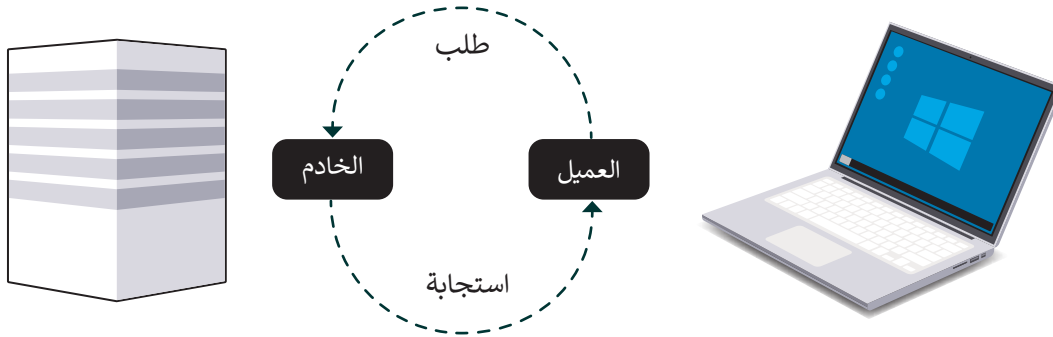 طلب
العميل
الخادم
استجابة